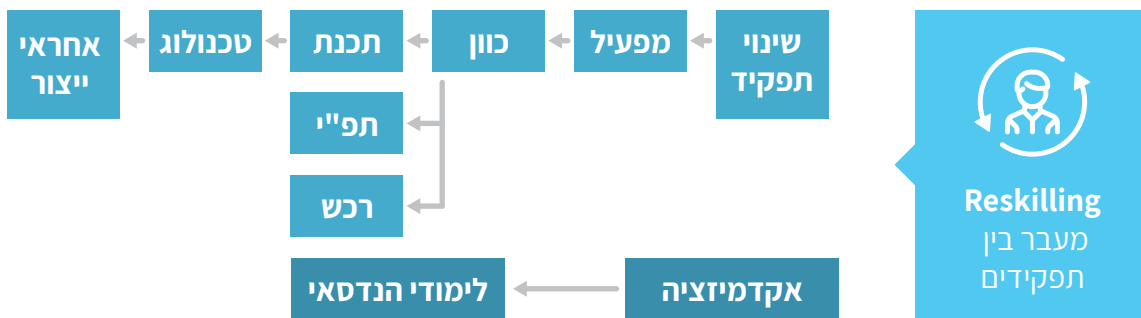 Reskilling
מעבר בין
תפקידים
שינוי
תפקיד
מפעיל
כוון
תכנת
טכנולוג
אחראי
ייצור
תפ"י
רכש
אקדמיזציה
לימודי הנדסאי